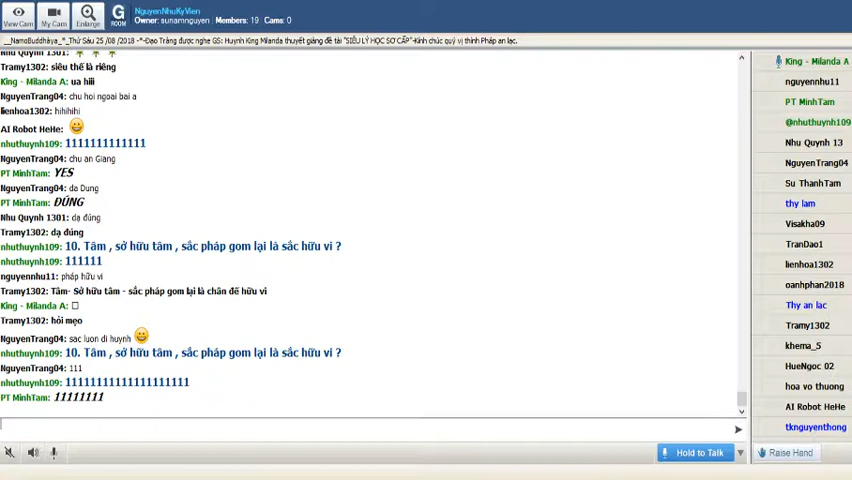 View Cam
My Cam
Enlarge
G
ROOM
NguyenNhuKyVien
Owner: sunamnguyen Members: 19 Cams: 0
__NamoBuddhàya_*_Thứ Sáu 25 /08 /2018 -*-Đạo Tràng được nghe GS: Huynh King Milanda thuyết giảng đề tài "SIÊU LÝ HỌC SƠ CẤP"-Kính chúc quý vị thính Pháp an lạc.
Nhu Quynh 1301:
Tramy1302: siêu thế là riêng
King - Milanda A: ua hiii
NguyenTrang04: chu hoi ngoai bai a
lienhoa1302: hihihihi
AI Robot HeHe:
nhuthuynh109: 1111111111111
NguyenTrang04: chu an Giang
PT MinhTam: YES
NguyenTrang04: da Dung
PT MinhTam: ĐÚNG
Nhu Quynh 1301: dạ đúng
Tramy1302: dạ đúng
nhuthuynh109: 10. Tâm , sở hữu tâm , sắc pháp gom lại là sắc hữu vi ?
nhuthuynh109: 111111
nguyennhu11: pháp hữu vi
Tramy1302: Tâm- Sở hữu tâm - sắc pháp gom lại là chân đế hữu vi
King - Milanda A:
Tramy1302: hỏi mẹo
NguyenTrang04: sac luon di huynh
nhuthuynh109: 10. Tâm , sở hữu tâm , sắc pháp gom lại là sắc hữu vi ?
NguyenTrang04: 111
nhuthuynh109: 11111111111111111111
PT MinhTam: 11111111
Hold to Talk
King - Milanda A
nguyennhu11
PT MinhTam
@nhuthuynh109
Nhu Quynh 13
NguyenTrang04
Su ThanhTam
thy lam
Visakha09
TranDao1
lienhoa1302
oanhphan2018
Thy an lac
Tramy1302
khema_5
HueNgoc 02
hoa vo thuong
AI Robot HeHe
tknguyenthong
Raise Hand